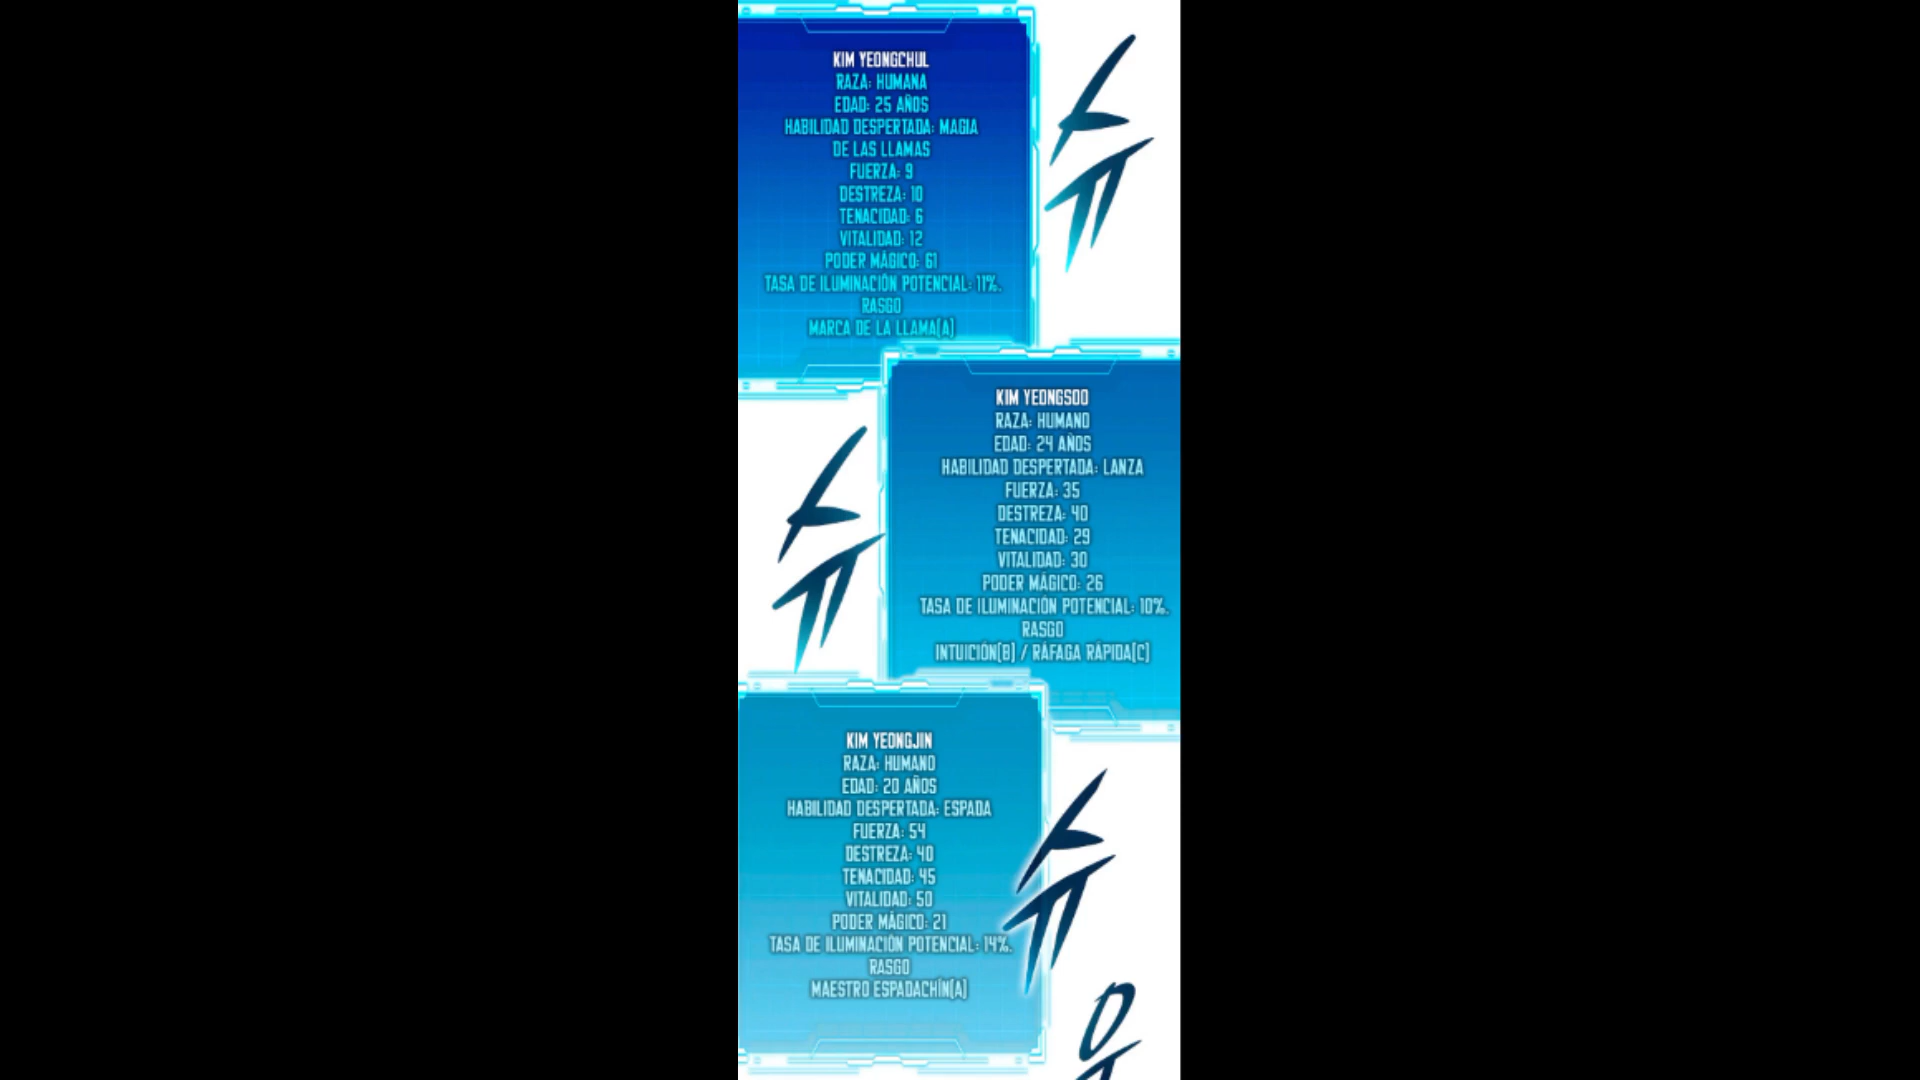 KIM YEONGCHUL
RAZA: HUMANA
EDAD: 25 AÑOS
HABILIDAD DESPERTADA: MAGIA
DE LAS LLAMAS
FUERZA: 9
DESTREZA: 10
TENACIDAD: 6
VITALIDAD: 12
PODER MÁGICO: 61
TASA DE ILUMINACIÓN POTENCIAL: 11%.
RASGO
MARCA DE LA LLAMA[A]
슈
KIM YEONGSOO
RAZA: HUMANO
EDAD: 24 AÑOS
HABILIDAD DESPERTADA: LANZA
FUERZA: 35
DESTREZA: 40
TENACIDAD: 29
VITALIDAD: 30
PODER MÁGICO: 26
TASA DE ILUMINACIÓN POTENCIAL: 10%.
RASGO
INTUICIÓN[B] / RÁFAGA RÁPIDA[C]
슈
KIM YEONGJIN
RAZA: HUMANO
EDAD: 20 AÑOS
HABILIDAD DESPERTADA: ESPADA
FUERZA: 54
DESTREZA: 40
TENACIDAD: 45
VITALIDAD: 50
PODER MÁGICO: 21
TASA DE ILUMINACIÓN POTENCIAL: 14%.
RASGO
MAESTRO ESPADACHÍN[A]
슈